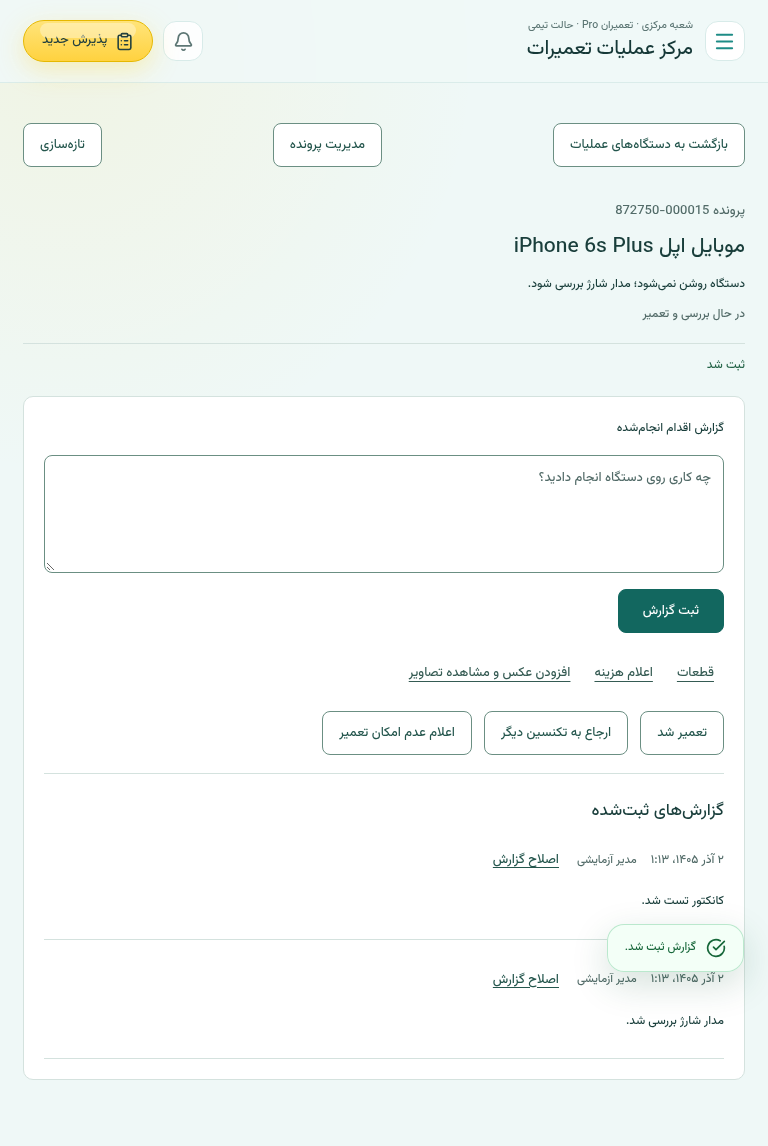 شعبه مرکزی · تعمیران Pro · حالت تیمی
مرکز عملیات تعمیرات
پذیرش جدید
بازگشت به دستگاه‌های عملیات
مدیریت پرونده
تازه‌سازی
پرونده 872750-000015
موبایل اپل iPhone 6s Plus
دستگاه روشن نمی‌شود؛ مدار شارژ بررسی شود.
در حال بررسی و تعمیر
ثبت شد
گزارش اقدام انجام‌شده
چه کاری روی دستگاه انجام دادید؟
ثبت گزارش
قطعات
اعلام هزینه
افزودن عکس و مشاهده تصاویر
تعمیر شد
ارجاع به تکنسین دیگر
اعلام عدم امکان تعمیر
گزارش‌های ثبت‌شده
۲ آذر ۱۴۰۵، ۱:۱۳
مدیر آزمایشی
اصلاح گزارش
کانکتور تست شد.
گزارش ثبت شد.
۲ آذر ۱۴۰۵، ۱:۱۳
مدیر آزمایشی
اصلاح گزارش
مدار شارژ بررسی شد.